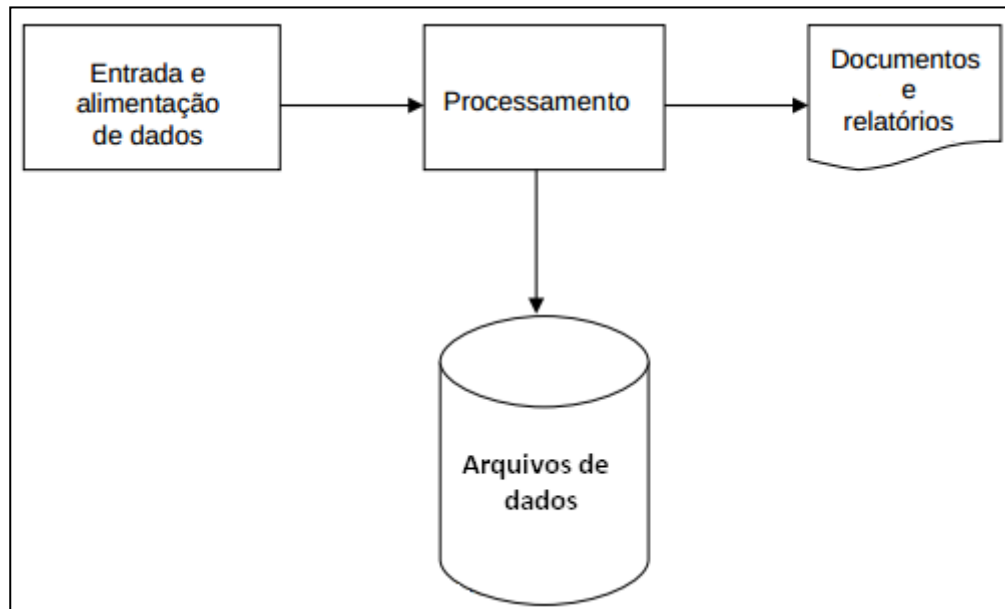 Entrada e
alimentação
de dados
Processamento
Documentos
e
relatórios
Arquivos de
dados